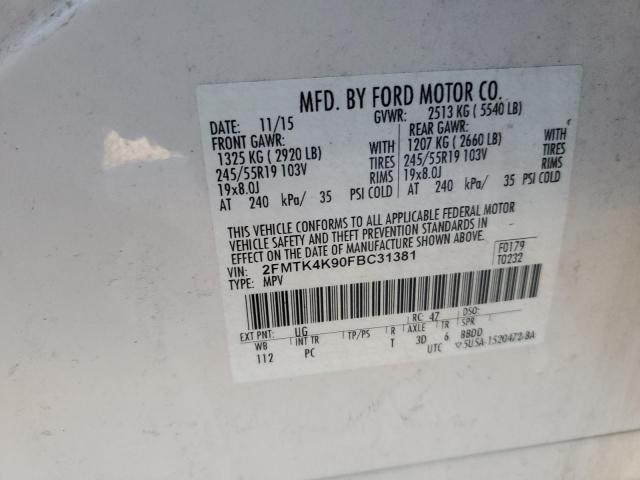 MFD. BY FORD MOTOR CO.
DATE: 11/15 GVWR: 2513 KG ( 5540 LB)
FRONT GAWR: REAR GAWR:
1325 KG ( 2920 LB) WITH 1207 KG ( 2660 LB) WITH
245/55R19 103V TIRES 245/55R19 103V TIRES
19x8.0J RIMS 19x8.0J RIMS
AT 240 kPa/ 35 PSI COLD AT 240 kPa/ 35 PSI COLD
THIS VEHICLE CONFORMS TO ALL APPLICABLE FEDERAL MOTOR
VEHICLE SAFETY AND THEFT PREVENTION STANDARDS IN
EFFECT ON THE DATE OF MANUFACTURE SHOWN ABOVE.
VIN: 2FMTK4K90FBC31381 F0179
TYPE: MPV T0232
EXT PNT: UG RC: 47 DSO:
WB INT TR TP/PS R AXLE TR SPR
112 PC T 3D 6 BBDD
UTC